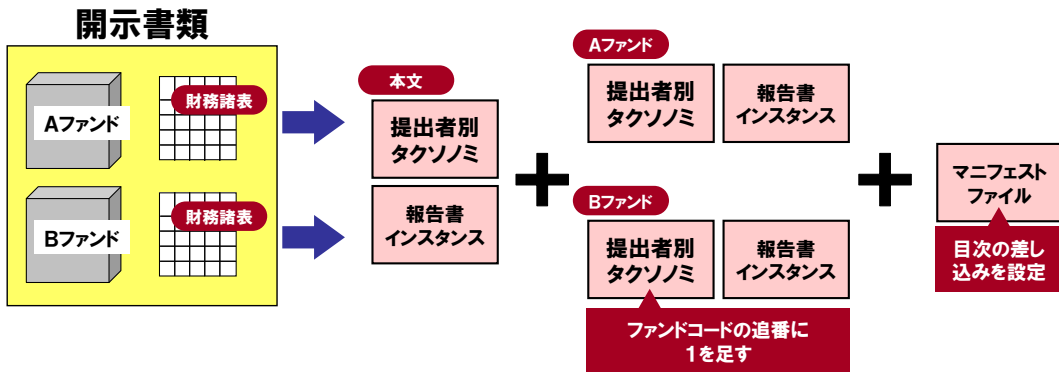 開示書類
Aファンド
財務諸表
Bファンド
財務諸表
本文
提出者別
タクソノミ
報告書
インスタンス
Aファンド
提出者別
タクソノミ
報告書
インスタンス
Bファンド
提出者別
タクソノミ
報告書
インスタンス
ファンドコードの追番に
1を足す
マニフェスト
ファイル
目次の差し
込みを設定